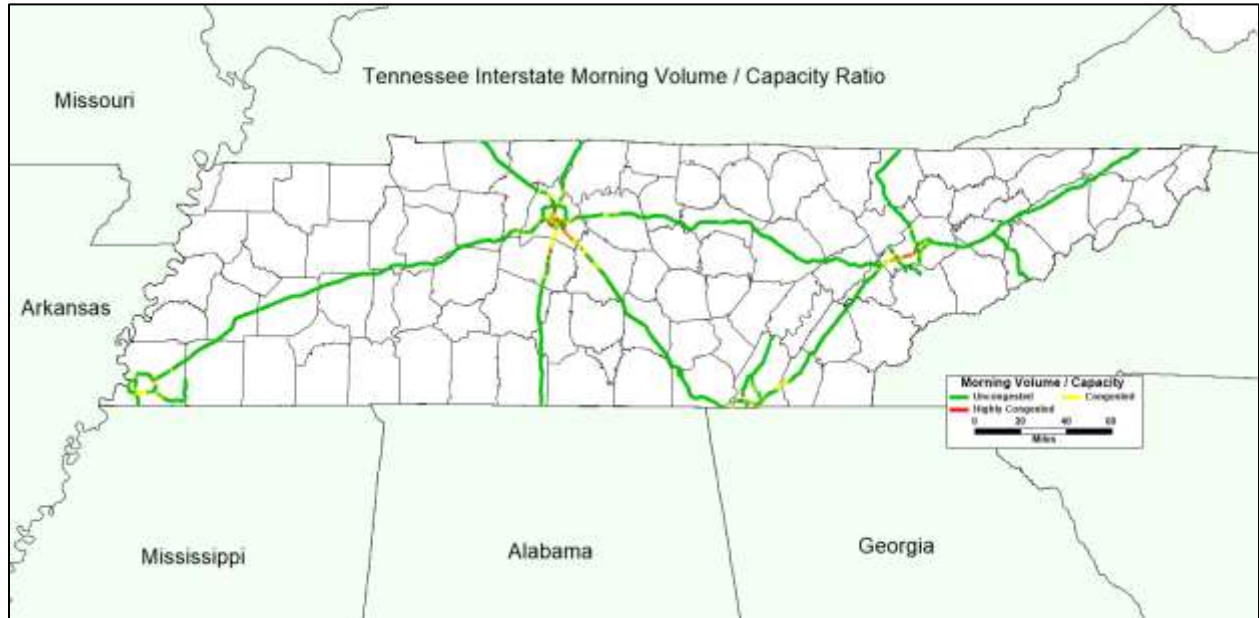 Tennessee Interstate Morning Volume / Capacity Ratio
Missouri
Arkansas
Morning Volume / Capacity
Uncongested Congested
Highly Congested
0 20 40 60
Miles
Mississippi
Alabama
Georgia